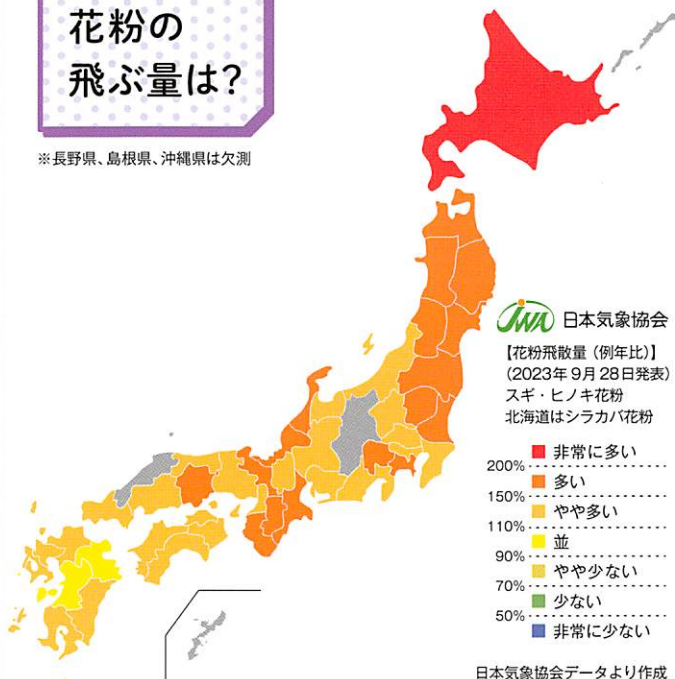 花粉の
飛ぶ量は?
※長野県、島根県、沖縄県は欠測
JWA 日本気象協会
【花粉飛散量（例年比）】
（2023年9月28日発表）
スギ・ヒノキ花粉
北海道はシラカバ花粉
非常に多い
200%
多い
150%
やや多い
110%
並
90%
やや少ない
70%
少ない
50%
非常に少ない
日本気象協会データより作成